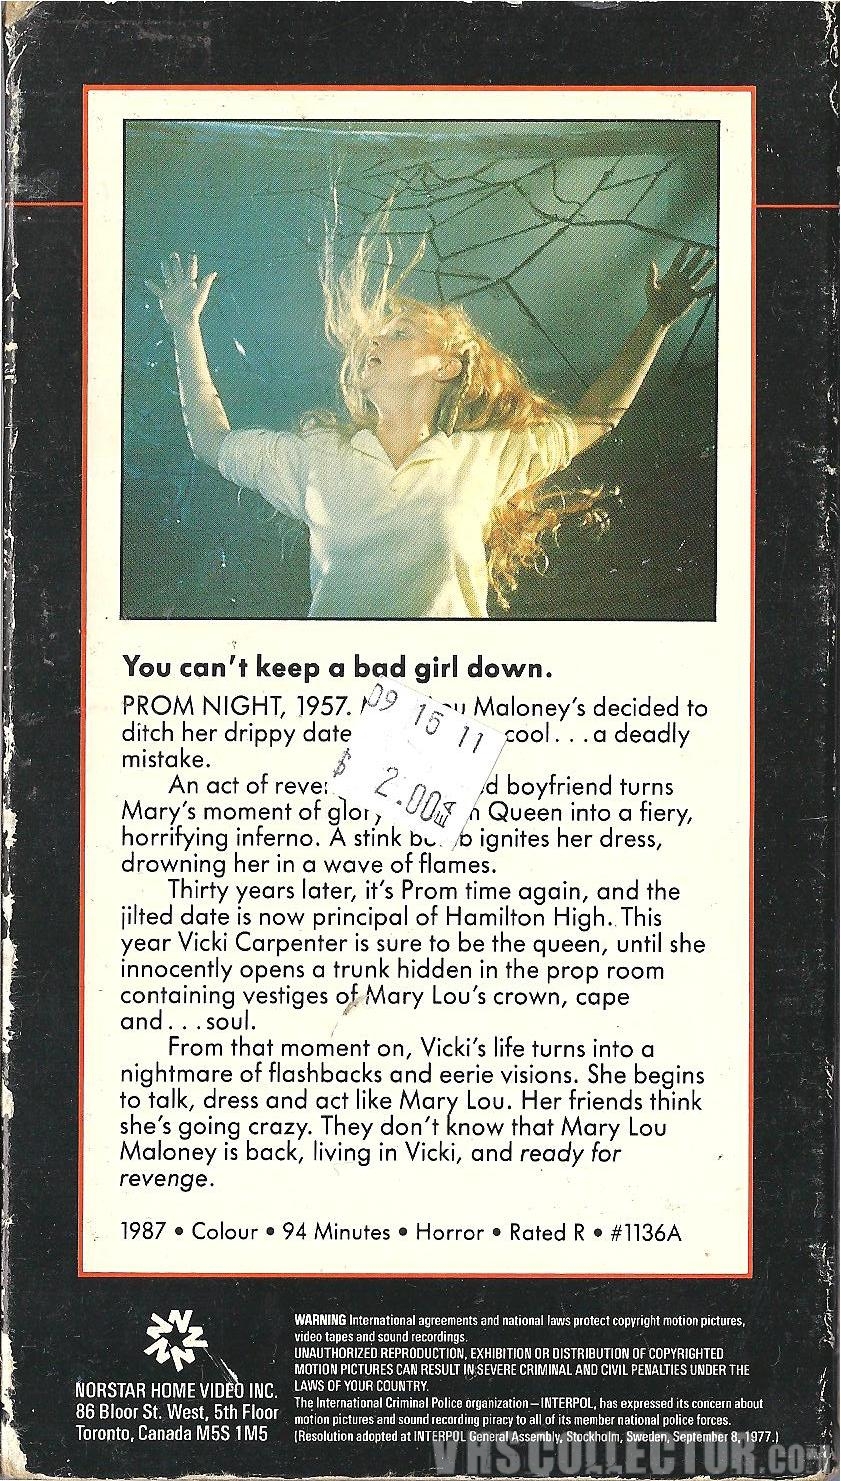 You can't keep a bad girl down.
PROM NIGHT, 1957. Maloney's decided to
ditch her drippy date cool...a deadly
mistake.
An act of boyfriend turns
Mary's moment of Queen into a fiery,
horrifying inferno. A stink ignites her dress,
drowning her in a wave of flames.
Thirty years later, it's Prom time again, and the
jilted date is now principal of Hamilton High. This
year Vicki Carpenter is sure to be the queen, until she
innocently opens a trunk hidden in the prop room
containing vestiges of Mary Lou's crown, cape
and...soul.
From that moment on, Vicki's life turns into a
nightmare of flashbacks and eerie visions. She begins
to talk, dress and act like Mary Lou. Her friends think
she's going crazy. They don't know that Mary Lou
Maloney is back, living in Vicki, and ready for
revenge.
09 15 11
$ 2.00 EA
1987 • Colour • 94 Minutes • Horror • Rated R • #1136A
NORSTAR HOME VIDEO INC.
86 Bloor St. West, 5th Floor
Toronto, Canada M5S 1M5
WARNING International agreements and national laws protect copyright motion pictures,
video tapes and sound recordings.
UNAUTHORIZED REPRODUCTION, EXHIBITION OR DISTRIBUTION OF COPYRIGHTED
MOTION PICTURES CAN RESULT IN SEVERE CRIMINAL AND CIVIL PENALTIES UNDER THE
LAWS OF YOUR COUNTRY.
The International Criminal Police organization—INTERPOL, has expressed its concern about
motion pictures and sound recording piracy to all of its member national police forces.
(Resolution adopted at INTERPOL General Assembly, Stockholm, Sweden, September 8, 1977.)
VHSCOLLECTOR.COM